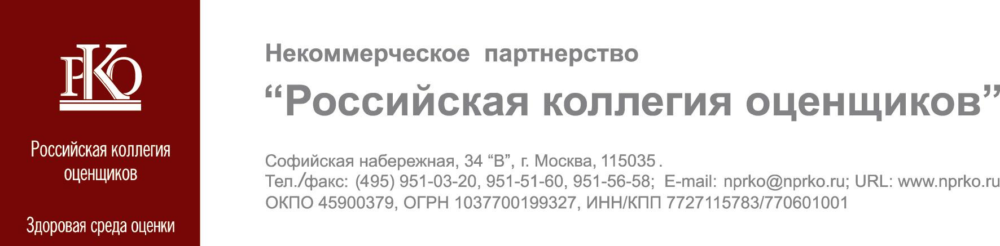 РКО
Российская коллегия
оценщиков
Здоровая среда оценки
Некоммерческое партнерство
“Российская коллегия оценщиков”
Софийская набережная, 34 “В”, г. Москва, 115035.
Тел./факс: (495) 951-03-20, 951-51-60, 951-56-58; E-mail: nprko@nprko.ru; URL: www.nprko.ru
ОКПО 45900379, ОГРН 1037700199327, ИНН/КПП 7727115783/770601001